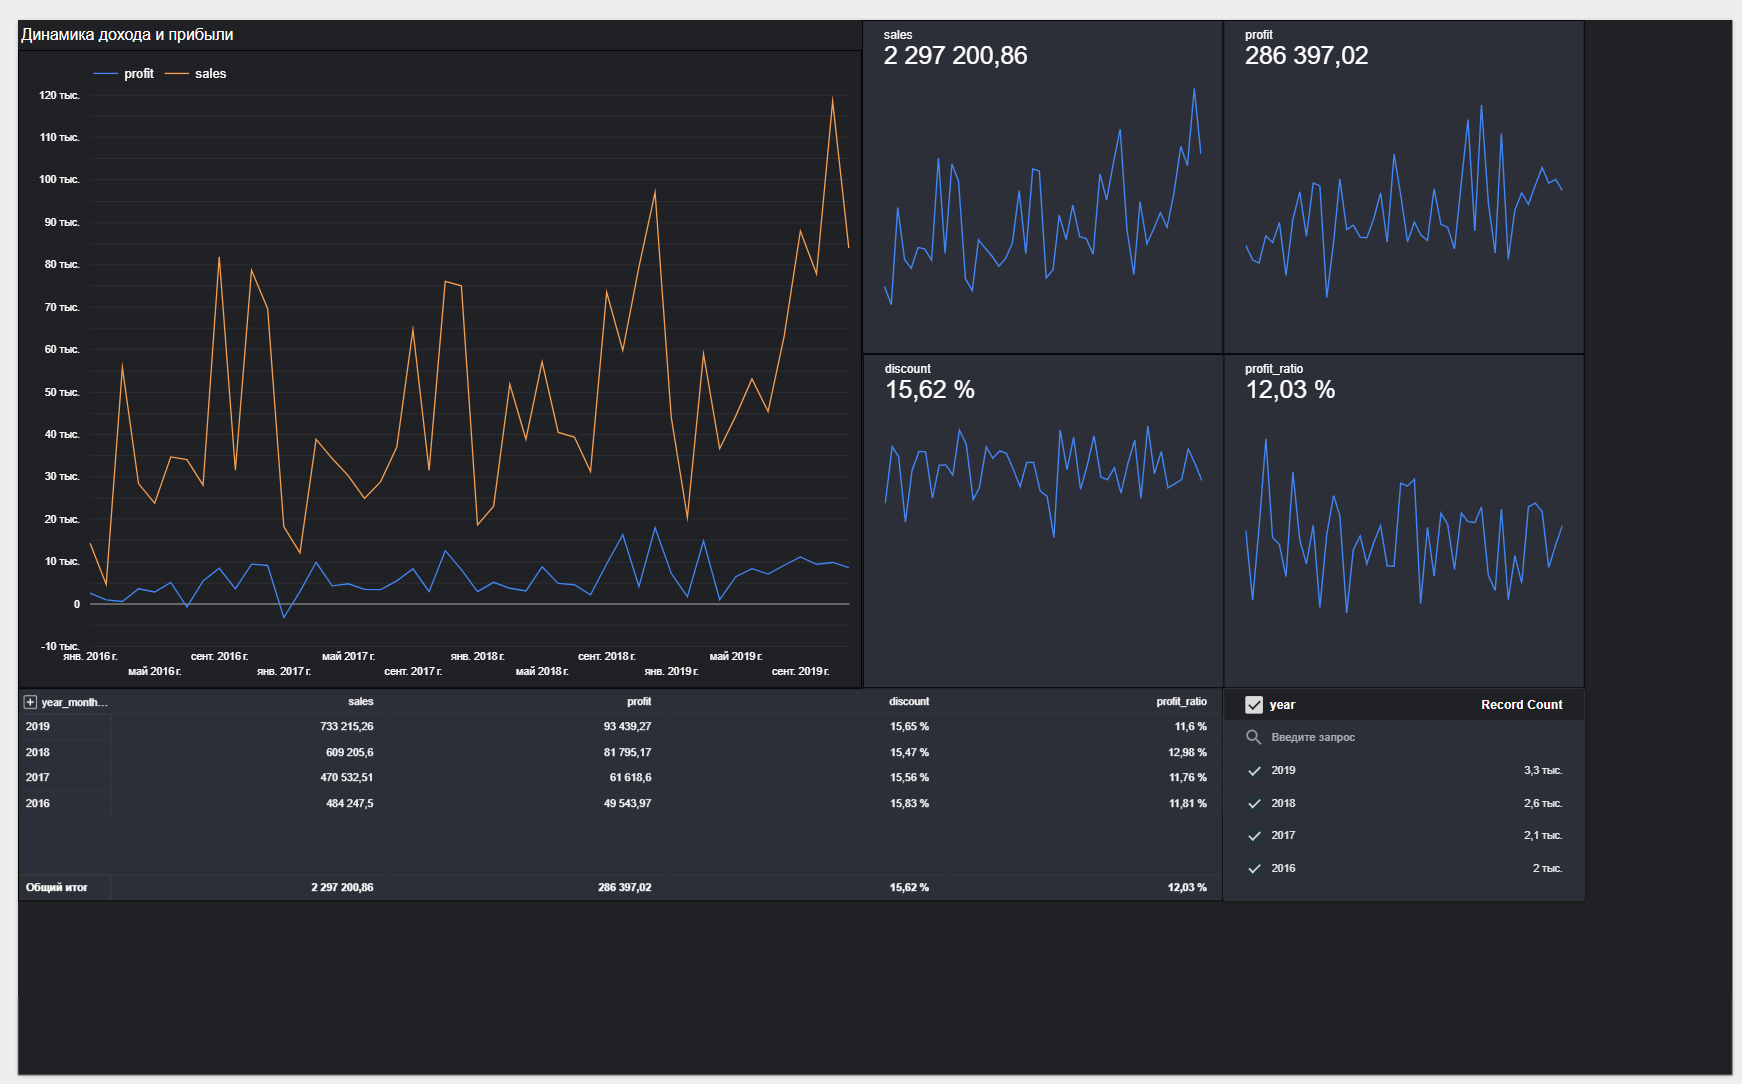 Динамика дохода и прибыли
profit sales
120 тыс.
110 тыс.
100 тыс.
90 тыс.
80 тыс.
70 тыс.
60 тыс.
50 тыс.
40 тыс.
30 тыс.
20 тыс.
10 тыс.
0
-10 тыс.
янв. 2016 г. сент. 2016 г. май 2017 г. янв. 2018 г. сент. 2018 г. май 2019 г.
май 2016 г. янв. 2017 г. сент. 2017 г. май 2018 г. янв. 2019 г. сент. 2019 г.
sales
2 297 200,86
profit
286 397,02
discount
15,62 %
profit_ratio
12,03 %
year_month... sales profit discount profit_ratio
2019 733 215,26 93 439,27 15,65 % 11,6 %
2018 609 205,6 81 795,17 15,47 % 12,98 %
2017 470 532,51 61 618,6 15,56 % 11,76 %
2016 484 247,5 49 543,97 15,83 % 11,81 %
Общий итог 2 297 200,86 286 397,02 15,62 % 12,03 %
year Record Count
Введите запрос
2019 3,3 тыс.
2018 2,6 тыс.
2017 2,1 тыс.
2016 2 тыс.